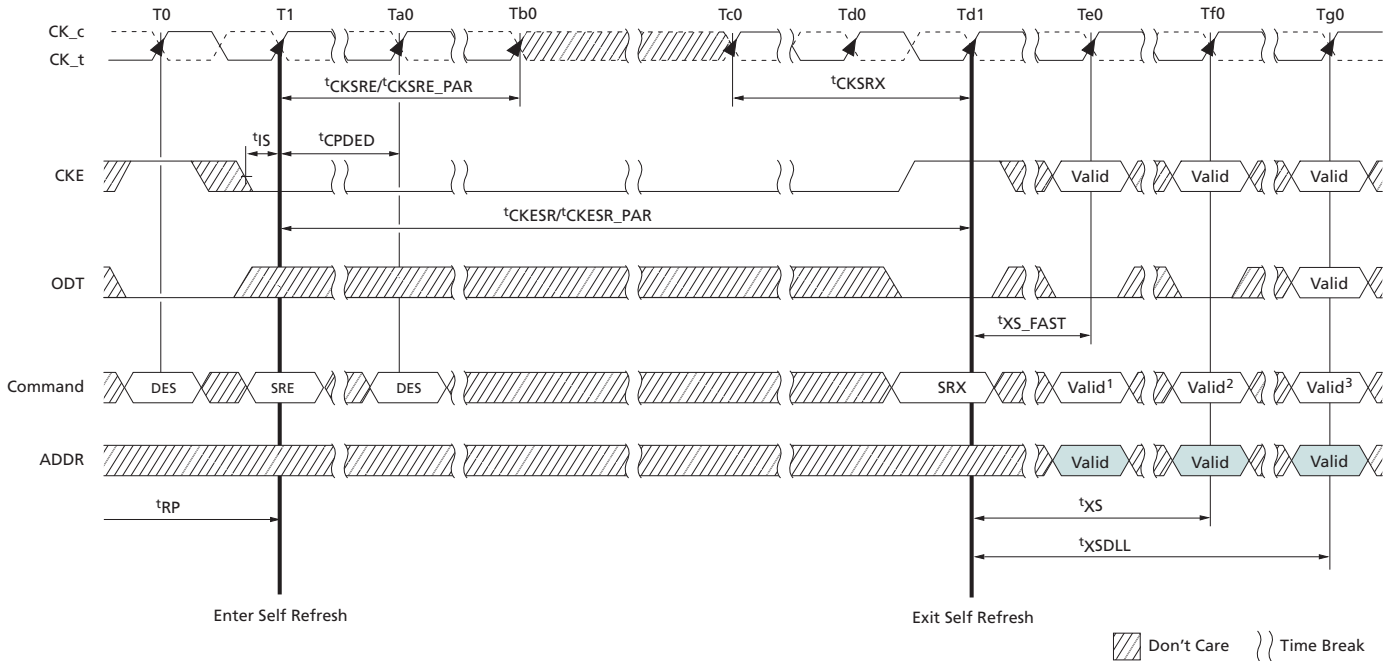 T0 T1 Ta0 Tb0 Tc0 Td0 Td1 Te0 Tf0 Tg0
CK_c
CK_t
tCKSRE/tCKSRE_PAR tCKSRX
tIS tCPDED
CKE Valid Valid Valid
tCKESR/tCKESR_PAR
ODT Valid
tXS_FAST
Command DES SRE DES SRX Valid1 Valid2 Valid3
ADDR Valid Valid Valid
tRP tXS
tXSDLL
Enter Self Refresh Exit Self Refresh
Don't Care Time Break